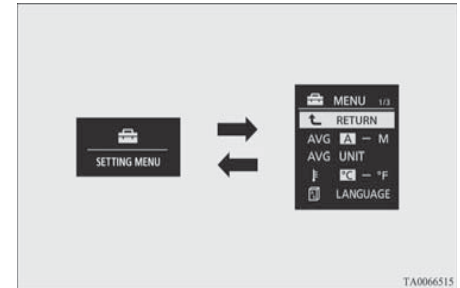 SETTING MENU
MENU 1/3
RETURN
AVG A – M
AVG UNIT
°C – °F
LANGUAGE
TA0066515